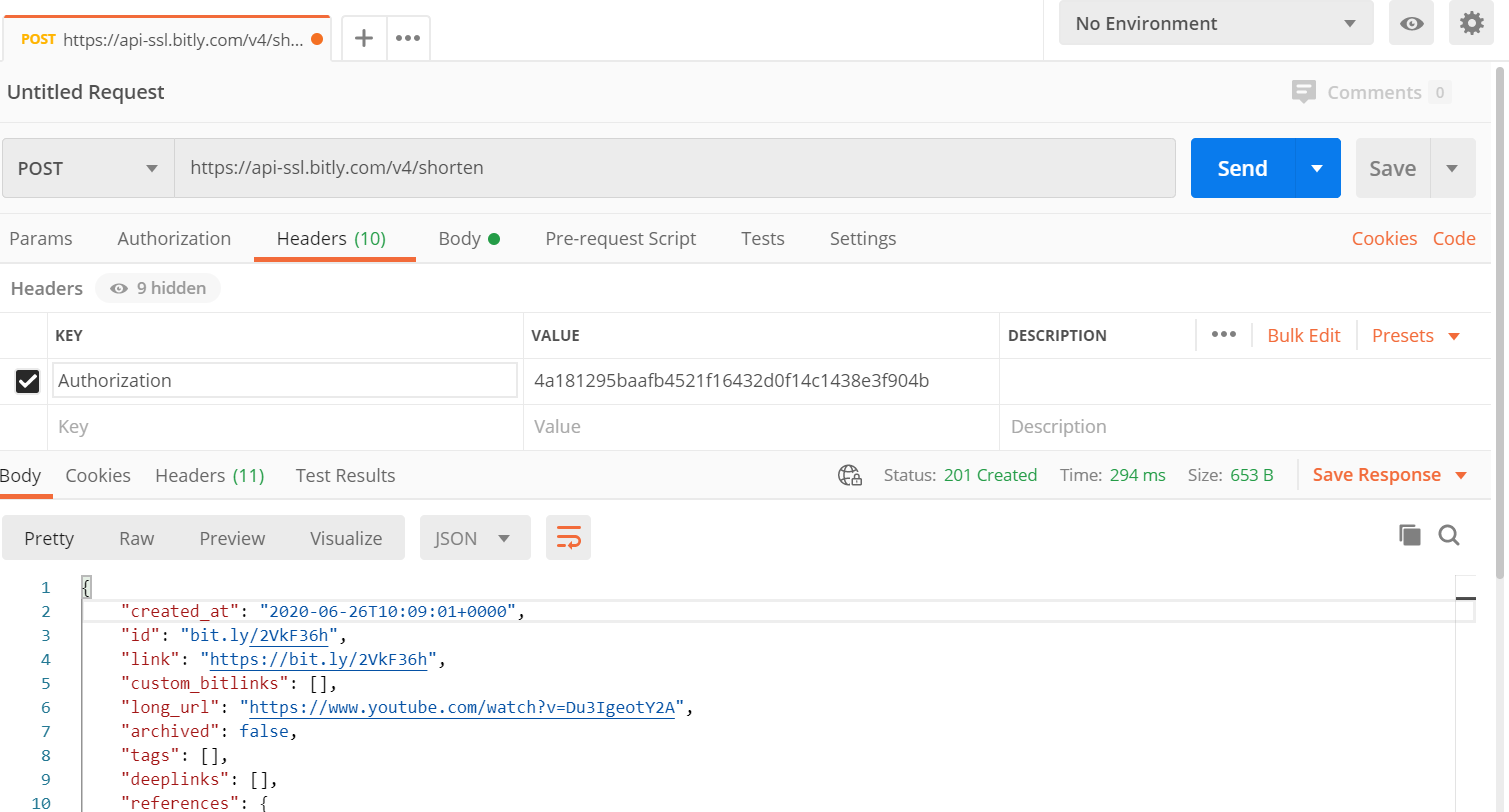 POST https://api-ssl.bitly.com/v4/sh...
No Environment
Untitled Request
Comments 0
POST https://api-ssl.bitly.com/v4/shorten Send Save
Params Authorization Headers (10) Body Pre-request Script Tests Settings Cookies Code
Headers 9 hidden
KEY VALUE DESCRIPTION Bulk Edit Presets
Authorization 4a181295baafb4521f16432d0f14c1438e3f904b
Key Value Description
Body Cookies Headers (11) Test Results Status: 201 Created Time: 294 ms Size: 653 B Save Response
Pretty Raw Preview Visualize JSON
1 {
2 "created_at": "2020-06-26T10:09:01+0000",
3 "id": "bit.ly/2VkF36h",
4 "link": "https://bit.ly/2VkF36h",
5 "custom_bitlinks": [],
6 "long_url": "https://www.youtube.com/watch?v=Du3IgeotY2A",
7 "archived": false,
8 "tags": [],
9 "deeplinks": [],
10 "references": {